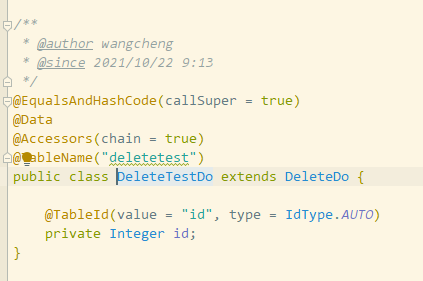 /**
 * @author wangcheng
 * @since 2021/10/22 9:13
 */
@EqualsAndHashCode(callSuper = true)
@Data
@Accessors(chain = true)
@TableName("deletetest")
public class DeleteTestDo extends DeleteDo {
    @TableId(value = "id", type = IdType.AUTO)
    private Integer id;
}